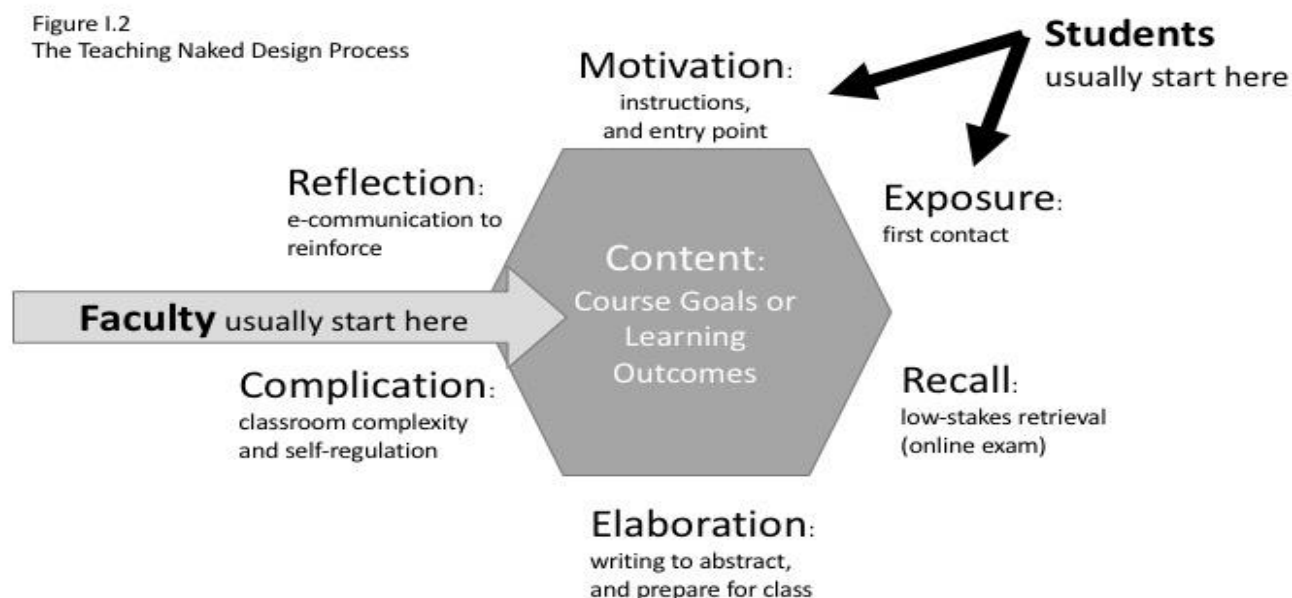 Figure I.2
The Teaching Naked Design Process
Students
usually start here
Motivation:
instructions,
and entry point
Exposure:
first contact
Recall:
low-stakes retrieval
(online exam)
Elaboration:
writing to abstract,
and prepare for class
Complication:
classroom complexity
and self-regulation
Reflection:
e-communication to
reinforce
Faculty usually start here
Content:
Course Goals or
Learning
Outcomes